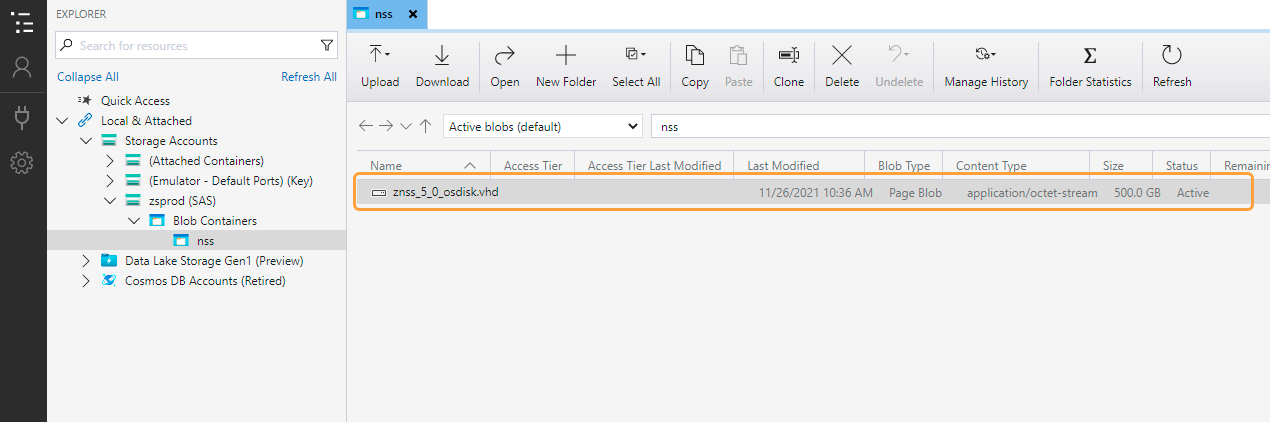 EXPLORER
Search for resources
Collapse All Refresh All
Quick Access
Local & Attached
Storage Accounts
(Attached Containers)
(Emulator - Default Ports) (Key)
zsprod (SAS)
Blob Containers
nss
Data Lake Storage Gen1 (Preview)
Cosmos DB Accounts (Retired)
nss
Upload Download Open New Folder Select All Copy Paste Clone Delete Undelete Manage History Folder Statistics Refresh
Active blobs (default) nss
Name Access Tier Access Tier Last Modified Last Modified Blob Type Content Type Size Status Remainin
znss_5_0_osdisk.vhd 11/26/2021 10:36 AM Page Blob application/octet-stream 500.0 GB Active